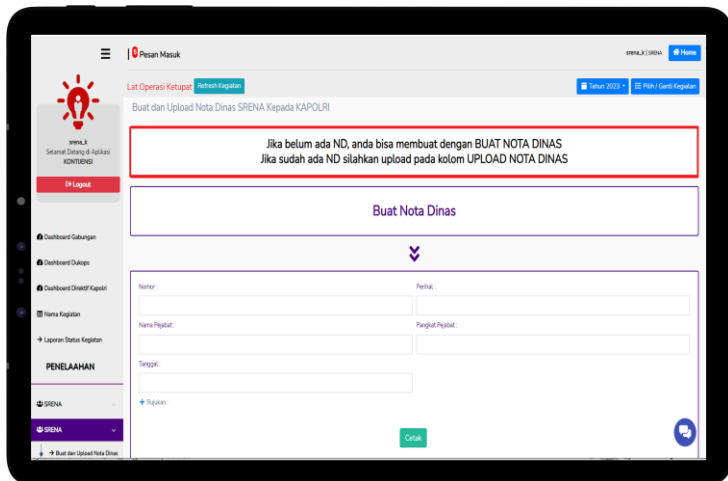 5 Pesan Masuk
srena_k | SRENA
Home
Lat Operasi Ketupat
Refresh Kegiatan
Tahun 2023
Pilih / Ganti Kegiatan
Buat dan Upload Nota Dinas SRENA Kepada KAPOLRI
srena_k
Selamat Datang di Aplikasi
KONTIJENSI
Logout
Jika belum ada ND, anda bisa membuat dengan BUAT NOTA DINAS
Jika sudah ada ND silahkan upload pada kolom UPLOAD NOTA DINAS
Buat Nota Dinas
Dashboard Gabungan
Dashboard Dukops
Dashboard Direktif Kapolri
Nama Kegiatan
Laporan Status Kegiatan
PENELAAHAN
SRENA
SRENA
Buat dan Upload Nota Dinas
Nomor :
Perihal :
Nama Pejabat :
Pangkat Pejabat :
Tanggal :
+ Rujukan :
Cetak